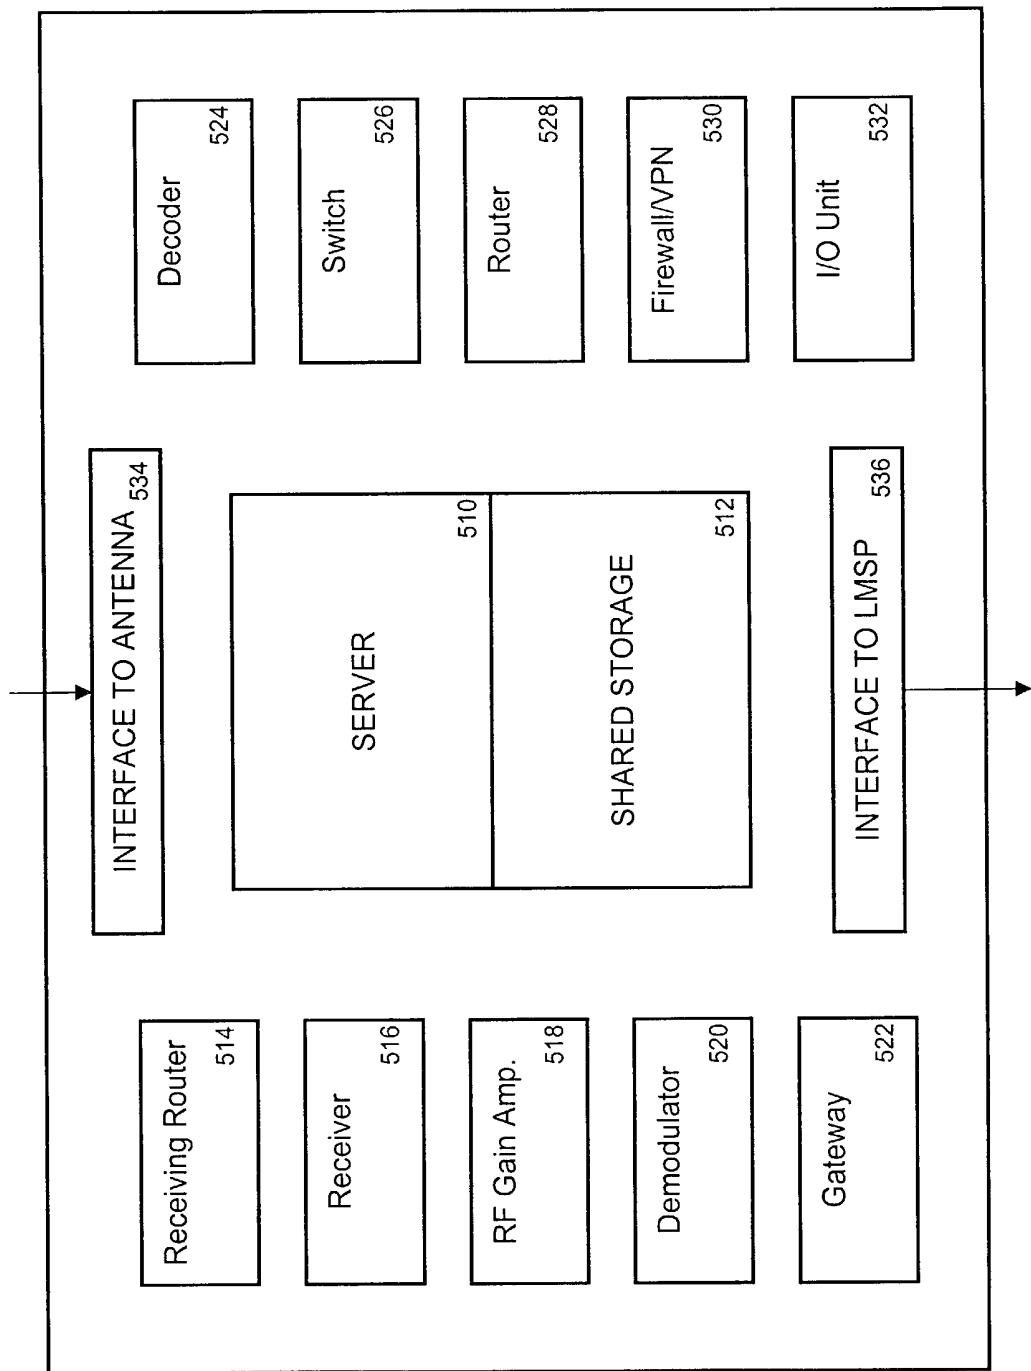 INTERFACE TO ANTENNA
534
Receiving Router
514
Receiver
516
RF Gain Amp.
518
Demodulator
520
Gateway
522
SERVER
510
SHARED STORAGE
512
Decoder
524
Switch
526
Router
528
Firewall/VPN
530
I/O Unit
532
INTERFACE TO LMSP
536